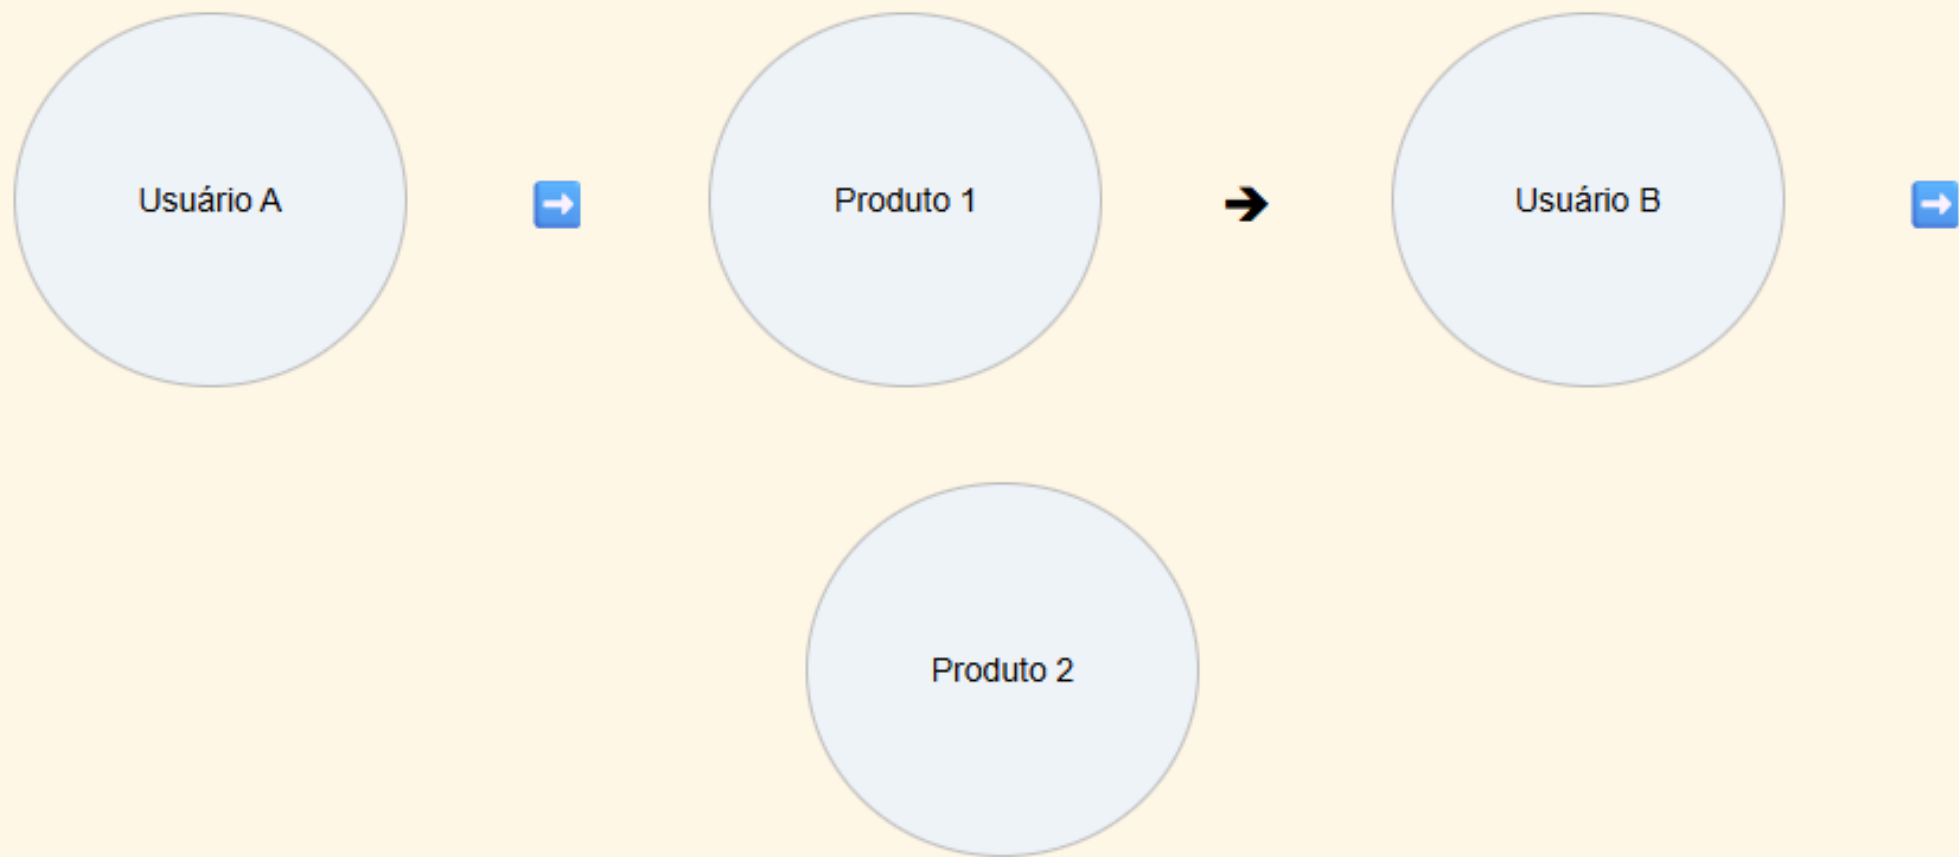 Usuário A ➡️ Produto 1 ➔ Usuário B ➡️
Produto 2